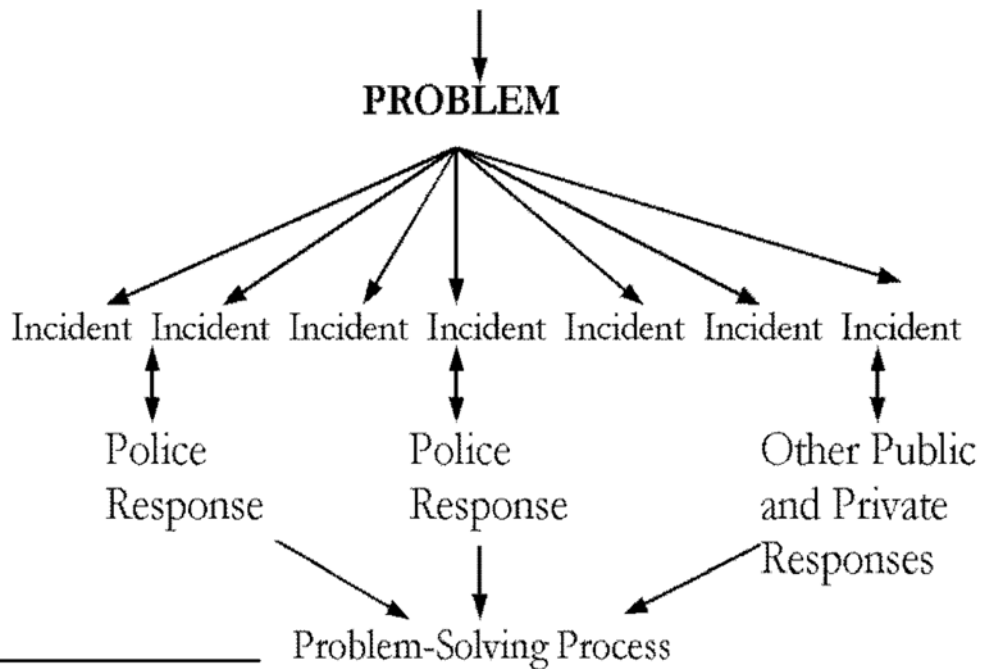 PROBLEM
Incident Incident Incident Incident Incident Incident Incident
Police Police Other Public
Response Response and Private
Responses
Problem-Solving Process